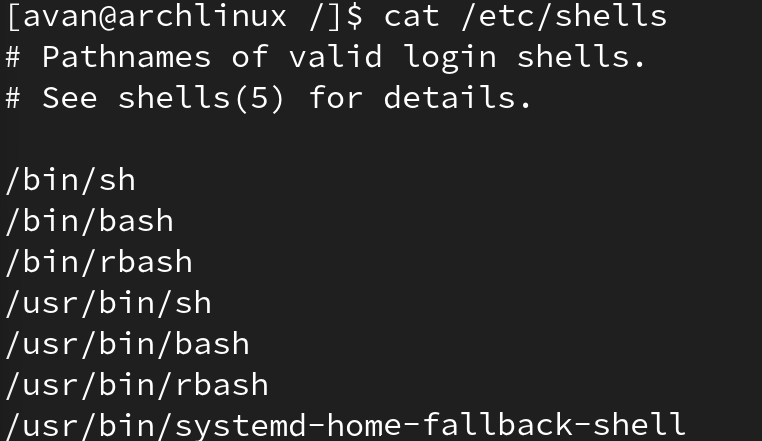 [avan@archlinux /]$ cat /etc/shells
# Pathnames of valid login shells.
# See shells(5) for details.

/bin/sh
/bin/bash
/bin/rbash
/usr/bin/sh
/usr/bin/bash
/usr/bin/rbash
/usr/bin/systemd-home-fallback-shell